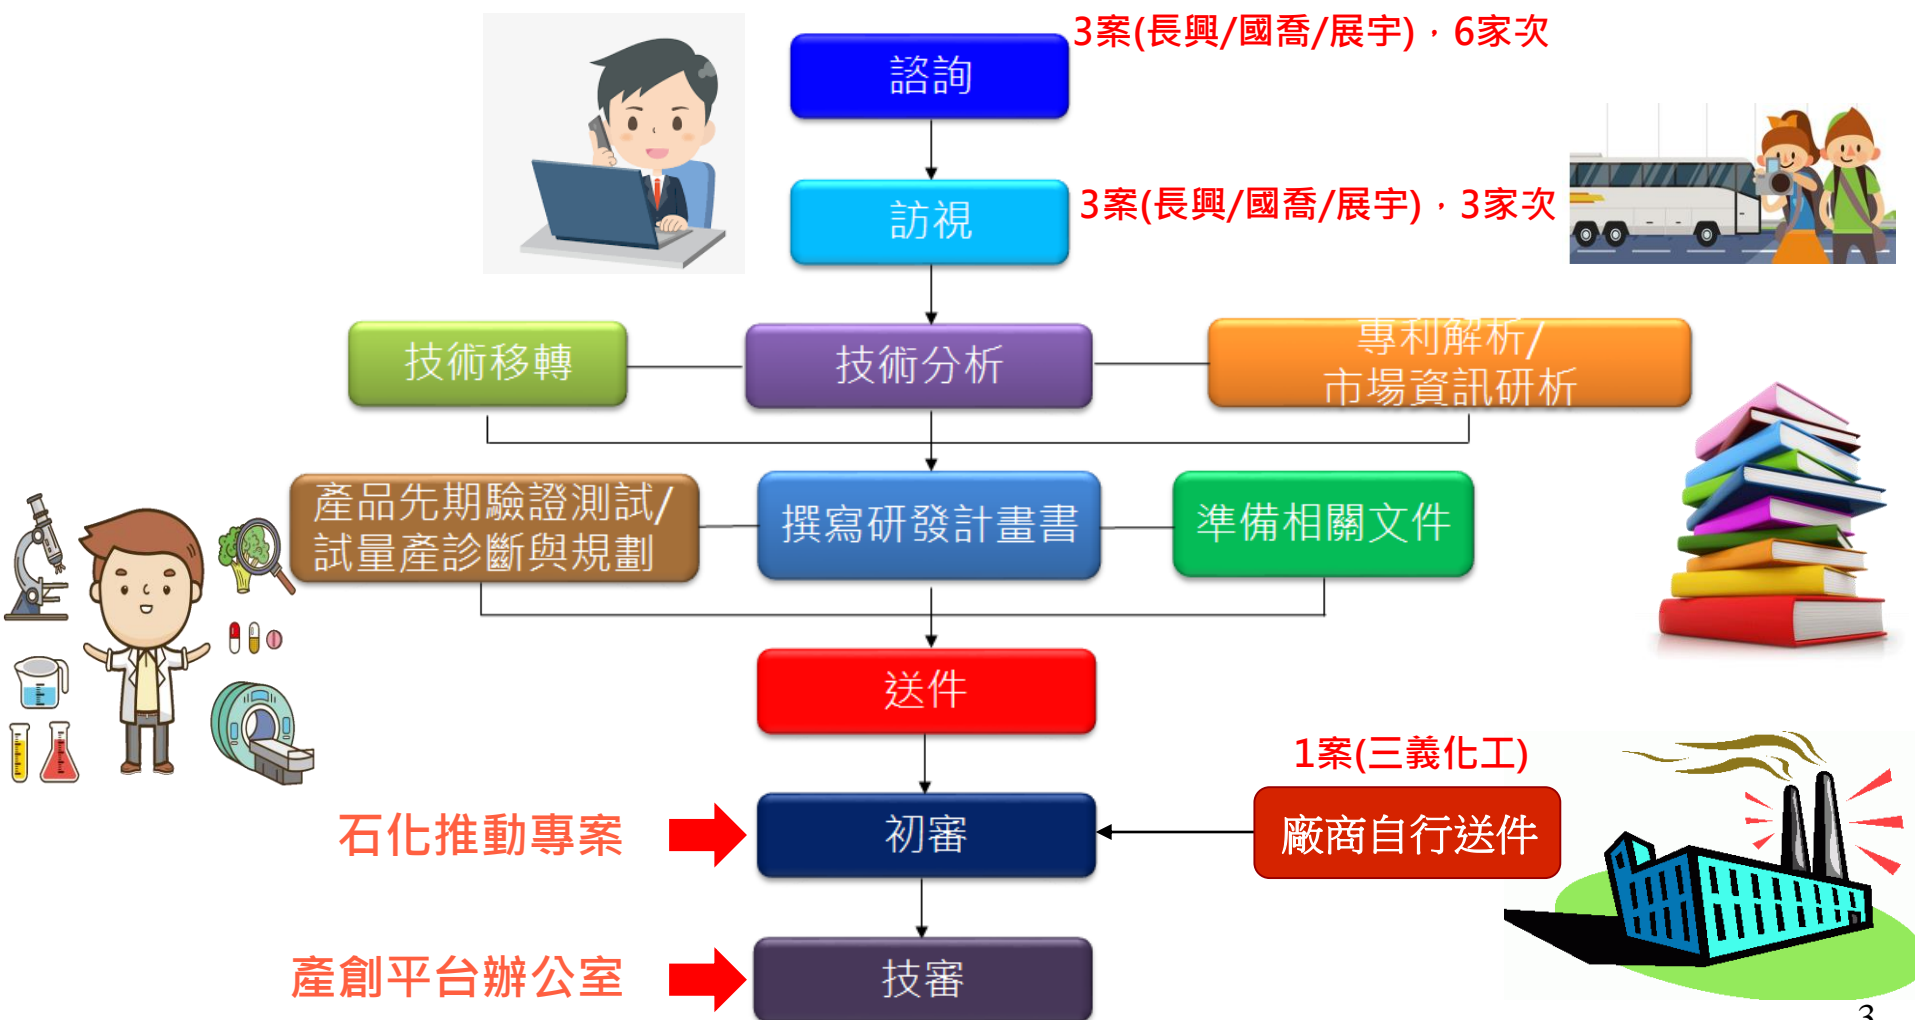 3案(長興/國喬/展宇)，6家次
諮詢
訪視
3案(長興/國喬/展宇)，3家次
技術移轉
技術分析
專利解析/
市場資訊研析
產品先期驗證測試/
試量產診斷與規劃
撰寫研發計畫書
準備相關文件
送件
1案(三義化工)
石化推動專案
初審
廠商自行送件
產創平台辦公室
技審
3